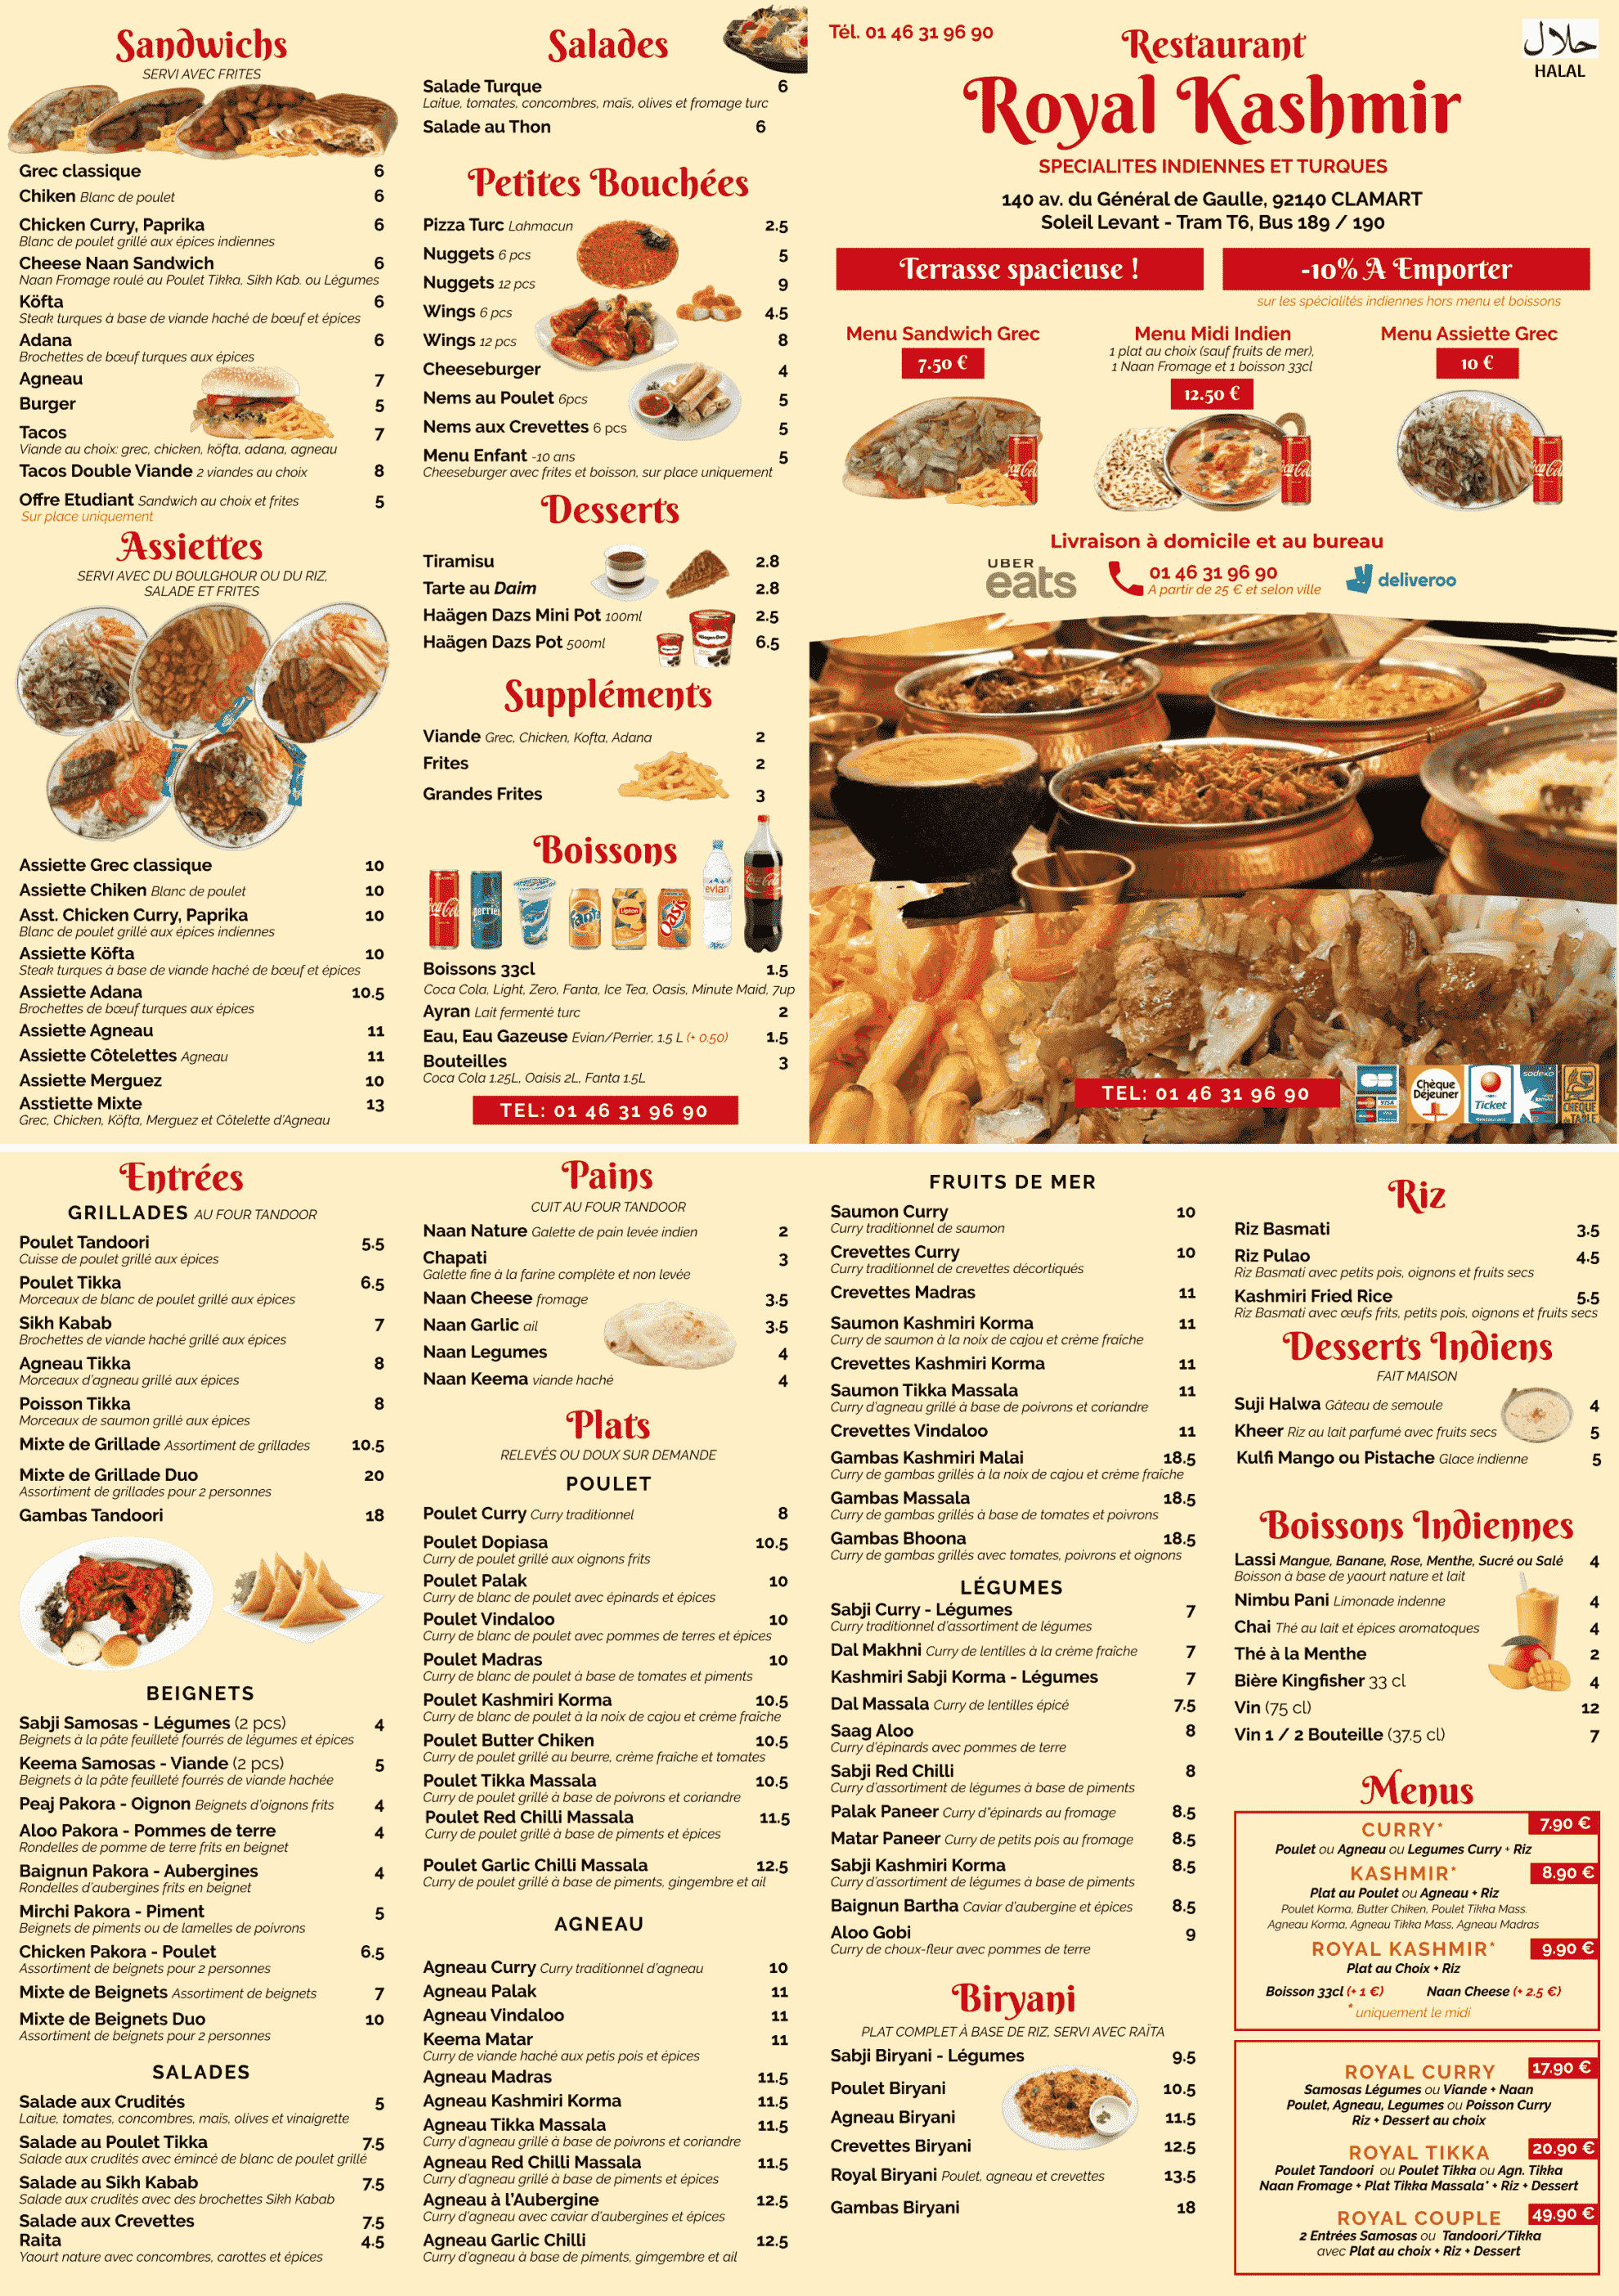 Sandwichs
SERVI AVEC FRITES
Grec classique 6
Chiken Blanc de poulet 6
Chicken Curry, Paprika 6
Blanc de poulet grillé aux épices indiennes
Cheese Naan Sandwich 6
Naan Fromage roulé au Poulet Tikka, Sikh Kab. ou Légumes
Köfta 6
Steak turques à base de viande haché de bœuf et épices
Adana 6
Brochettes de bœuf turques aux épices
Agneau 7
Burger 5
Tacos 7
Viande au choix: grec, chicken, köfta, adana, agneau
Tacos Double Viande 2 viandes au choix 8
Offre Etudiant Sandwich au choix et frites 5
Sur place uniquement
Assiettes
SERVI AVEC DU BOULGHOUR OU DU RIZ,
SALADE ET FRITES
Assiette Grec classique 10
Assiette Chiken Blanc de poulet 10
Asst. Chicken Curry, Paprika 10
Blanc de poulet grillé aux épices indiennes
Assiette Köfta 10
Steak turques à base de viande haché de bœuf et épices
Assiette Adana 10.5
Brochettes de bœuf turques aux épices
Assiette Agneau 11
Assiette Côtelettes Agneau 11
Assiette Merguez 10
Asstiette Mixte 13
Grec, Chicken, Köfta, Merguez et Côtelette d'Agneau
Salades
Salade Turque 6
Laitue, tomates, concombres, maïs, olives et fromage turc
Salade au Thon 6
Petites Bouchées
Pizza Turc Lahmacun 2.5
Nuggets 6 pcs 5
Nuggets 12 pcs 9
Wings 6 pcs 4.5
Wings 12 pcs 8
Cheeseburger 4
Nems au Poulet 6pcs 5
Nems aux Crevettes 6 pcs 5
Menu Enfant -10 ans 5
Cheeseburger avec frites et boisson, sur place uniquement
Desserts
Tiramisu 2.8
Tarte au Daim 2.8
Haägen Dazs Mini Pot 100ml 2.5
Haägen Dazs Pot 500ml 6.5
Suppléments
Viande Grec, Chicken, Kofta, Adana 2
Frites 2
Grandes Frites 3
Boissons
Perrier
Fanta
Lipton
Oasis
evian
Coca-Cola
Boissons 33cl 1.5
Coca Cola, Light, Zero, Fanta, Ice Tea, Oasis, Minute Maid, 7up
Ayran Lait fermenté turc 2
Eau, Eau Gazeuse Evian/Perrier, 1.5 L (+ 0.50) 1.5
Bouteilles 3
Coca Cola 1.25L, Oaisis 2L, Fanta 1.5L
TEL: 01 46 31 96 90
Tél. 01 46 31 96 90
حلال
HALAL
Restaurant
Royal Kashmir
SPECIALITES INDIENNES ET TURQUES
140 av. du Général de Gaulle, 92140 CLAMART
Soleil Levant - Tram T6, Bus 189 / 190
Terrasse spacieuse !
-10% A Emporter
sur les spécialités indiennes hors menu et boissons
Menu Sandwich Grec
7.50 €
Menu Midi Indien
1 plat au choix (sauf fruits de mer),
1 Naan Fromage et 1 boisson 33cl
12.50 €
Menu Assiette Grec
10 €
Livraison à domicile et au bureau
UBER
eats
01 46 31 96 90
A partir de 25 € et selon ville
deliveroo
TEL: 01 46 31 96 90
CB
VISA
Chèque
Déjeuner
Ticket
Restaurant
sodexo
CHEQUE
de TABLE
Entrées
GRILLADES AU FOUR TANDOOR
Poulet Tandoori 5.5
Cuisse de poulet grillé aux épices
Poulet Tikka 6.5
Morceaux de blanc de poulet grillé aux épices
Sikh Kabab 7
Brochettes de viande haché grillé aux épices
Agneau Tikka 8
Morceaux d'agneau grillé aux épices
Poisson Tikka 8
Morceaux de saumon grillé aux épices
Mixte de Grillade Assortiment de grillades 10.5
Mixte de Grillade Duo 20
Assortiment de grillades pour 2 personnes
Gambas Tandoori 18
BEIGNETS
Sabji Samosas - Légumes (2 pcs) 4
Beignets à la pâte feuilleté fourrés de légumes et épices
Keema Samosas - Viande (2 pcs) 5
Beignets à la pâte feuilleté fourrés de viande hachée
Peaj Pakora - Oignon Beignets d'oignons frits 4
Aloo Pakora - Pommes de terre 4
Rondelles de pomme de terre frits en beignet
Baignun Pakora - Aubergines 4
Rondelles d'aubergines frits en beignet
Mirchi Pakora - Piment 5
Beignets de piments ou de lamelles de poivrons
Chicken Pakora - Poulet 6.5
Assortiment de beignets pour 2 personnes
Mixte de Beignets Assortiment de beignets 7
Mixte de Beignets Duo 10
Assortiment de beignets pour 2 personnes
SALADES
Salade aux Crudités 5
Laitue, tomates, concombres, maïs, olives et vinaigrette
Salade au Poulet Tikka 7.5
Salade aux crudités avec émincé de blanc de poulet grillé
Salade au Sikh Kabab 7.5
Salade aux crudités avec des brochettes Sikh Kabab
Salade aux Crevettes 7.5
Raita 4.5
Yaourt nature avec concombres, carottes et épices
Pains
CUIT AU FOUR TANDOOR
Naan Nature Galette de pain levée indien 2
Chapati 3
Galette fine à la farine complète et non levée
Naan Cheese fromage 3.5
Naan Garlic ail 3.5
Naan Legumes 4
Naan Keema viande haché 4
Plats
RELEVÉS OU DOUX SUR DEMANDE
POULET
Poulet Curry Curry traditionnel 8
Poulet Dopiasa 10.5
Curry de poulet grillé aux oignons frits
Poulet Palak 10
Curry de blanc de poulet avec épinards et épices
Poulet Vindaloo 10
Curry de blanc de poulet avec pommes de terres et épices
Poulet Madras 10
Curry de blanc de poulet à base de tomates et piments
Poulet Kashmiri Korma 10.5
Curry de blanc de poulet à la noix de cajou et crème fraîche
Poulet Butter Chiken 10.5
Curry de poulet grillé au beurre, crème fraîche et tomates
Poulet Tikka Massala 10.5
Curry de poulet grillé à base de poivrons et coriandre
Poulet Red Chilli Massala 11.5
Curry de poulet grillé à base de piments et épices
Poulet Garlic Chilli Massala 12.5
Curry de poulet grillé à base de piments, gingembre et ail
AGNEAU
Agneau Curry Curry traditionnel d'agneau 10
Agneau Palak 11
Agneau Vindaloo 11
Keema Matar 11
Curry de viande haché aux petis pois et épices
Agneau Madras 11.5
Agneau Kashmiri Korma 11.5
Agneau Tikka Massala 11.5
Curry d'agneau grillé à base de poivrons et coriandre
Agneau Red Chilli Massala 11.5
Curry d'agneau grillé à base de piments et épices
Agneau à l'Aubergine 12.5
Curry d'agneau avec caviar d'aubergines et épices
Agneau Garlic Chilli 12.5
Curry d'agneau à base de piments, gimgembre et ail
FRUITS DE MER
Saumon Curry 10
Curry traditionnel de saumon
Crevettes Curry 10
Curry traditionnel de crevettes décortiqués
Crevettes Madras 11
Saumon Kashmiri Korma 11
Curry de saumon à la noix de cajou et crème fraîche
Crevettes Kashmiri Korma 11
Saumon Tikka Massala 11
Curry d'agneau grillé à base de poivrons et coriandre
Crevettes Vindaloo 11
Gambas Kashmiri Malai 18.5
Curry de gambas grillés à la noix de cajou et crème fraîche
Gambas Massala 18.5
Curry de gambas grillés à base de tomates et poivrons
Gambas Bhoona 18.5
Curry de gambas grillés avec tomates, poivrons et oignons
LÉGUMES
Sabji Curry - Légumes 7
Curry traditionnel d'assortiment de légumes
Dal Makhni Curry de lentilles à la crème fraîche 7
Kashmiri Sabji Korma - Légumes 7
Dal Massala Curry de lentilles épicé 7.5
Saag Aloo 8
Curry d'épinards avec pommes de terre
Sabji Red Chilli 8
Curry d'assortiment de légumes à base de piments
Palak Paneer Curry d"épinards au fromage 8.5
Matar Paneer Curry de petits pois au fromage 8.5
Sabji Kashmiri Korma 8.5
Curry d'assortiment de légumes à base de piments
Baignun Bartha Caviar d'aubergine et épices 8.5
Aloo Gobi 9
Curry de choux-fleur avec pommes de terre
Biryani
PLAT COMPLET À BASE DE RIZ, SERVI AVEC RAÏTA
Sabji Biryani - Légumes 9.5
Poulet Biryani 10.5
Agneau Biryani 11.5
Crevettes Biryani 12.5
Royal Biryani Poulet, agneau et crevettes 13.5
Gambas Biryani 18
Riz
Riz Basmati 3.5
Riz Pulao 4.5
Riz Basmati avec petits pois, oignons et fruits secs
Kashmiri Fried Rice 5.5
Riz Basmati avec œufs frits, petits pois, oignons et fruits secs
Desserts Indiens
FAIT MAISON
Suji Halwa Gâteau de semoule 4
Kheer Riz au lait parfumé avec fruits secs 5
Kulfi Mango ou Pistache Glace indienne 5
Boissons Indiennes
Lassi Mangue, Banane, Rose, Menthe, Sucré ou Salé 4
Boisson à base de yaourt nature et lait
Nimbu Pani Limonade indenne 4
Chai Thé au lait et épices aromatoques 4
Thé à la Menthe 2
Bière Kingfisher 33 cl 4
Vin (75 cl) 12
Vin 1 / 2 Bouteille (37.5 cl) 7
Menus
CURRY* 7.90 €
Poulet ou Agneau ou Legumes Curry + Riz
KASHMIR* 8.90 €
Plat au Poulet ou Agneau + Riz
Poulet Korma, Butter Chiken, Poulet Tikka Mass.
Agneau Korma, Agneau Tikka Mass, Agneau Madras
ROYAL KASHMIR* 9.90 €
Plat au Choix + Riz
Boisson 33cl (+ 1 €) Naan Cheese (+ 2.5 €)
* uniquement le midi
ROYAL CURRY 17.90 €
Samosas Légumes ou Viande + Naan
Poulet, Agneau, Legumes ou Poisson Curry
Riz + Dessert au choix
ROYAL TIKKA 20.90 €
Poulet Tandoori ou Poulet Tikka ou Agn. Tikka
Naan Fromage + Plat Tikka Massala* + Riz + Dessert
ROYAL COUPLE 49.90 €
2 Entrées Samosas ou Tandoori/Tikka
avec Plat au choix + Riz + Dessert